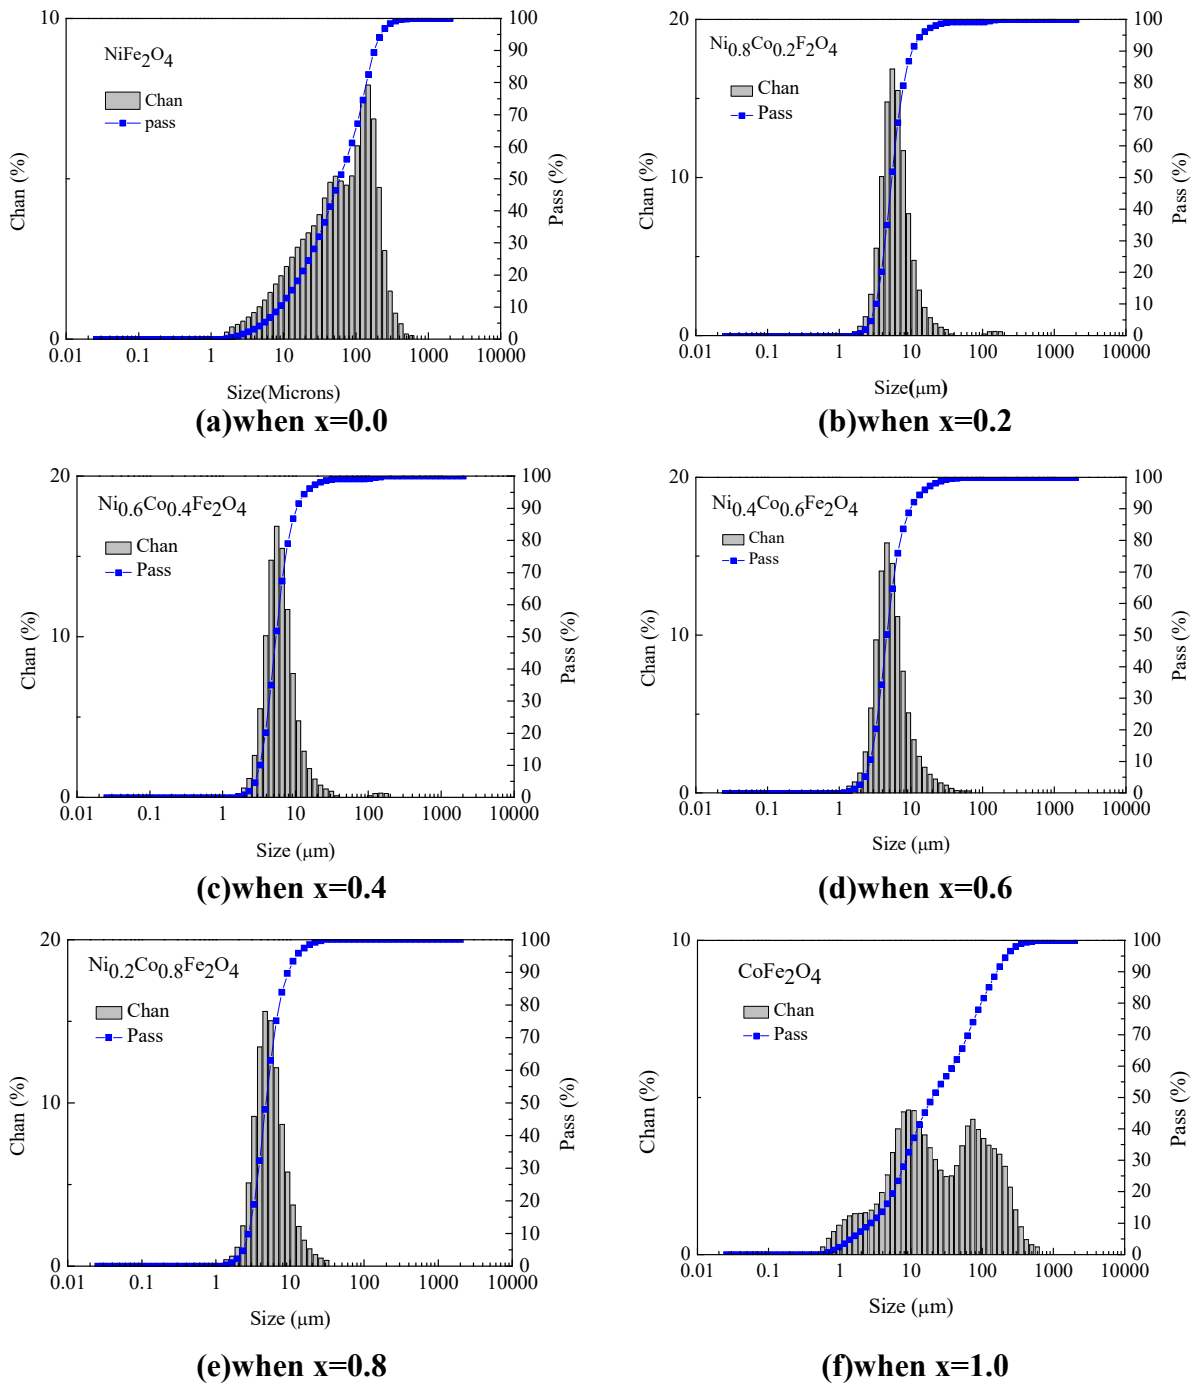 10
0
Chan (%)
NiFe2O4
Chan
pass
100
90
80
70
60
50
40
30
20
10
0
Pass (%)
0.01 0.1 1 10 100 1000 10000
Size(Microns)
(a)when x=0.0
20
10
0
Chan (%)
Ni0.8Co0.2F2O4
Chan
Pass
100
90
80
70
60
50
40
30
20
10
0
Pass (%)
0.01 0.1 1 10 100 1000 10000
Size(μm)
(b)when x=0.2
20
10
0
Chan (%)
Ni0.6Co0.4Fe2O4
Chan
Pass
100
90
80
70
60
50
40
30
20
10
0
Pass (%)
0.01 0.1 1 10 100 1000 10000
Size (μm)
(c)when x=0.4
20
10
0
Chan (%)
Ni0.4Co0.6Fe2O4
Chan
Pass
100
90
80
70
60
50
40
30
20
10
0
Pass (%)
0.01 0.1 1 10 100 1000 10000
Size (μm)
(d)when x=0.6
20
10
0
Chan (%)
Ni0.2Co0.8Fe2O4
Chan
Pass
100
90
80
70
60
50
40
30
20
10
0
Pass (%)
0.01 0.1 1 10 100 1000 10000
Size (μm)
(e)when x=0.8
10
5
0
Chan (%)
CoFe2O4
Chan
Pass
100
90
80
70
60
50
40
30
20
10
0
Pass (%)
0.01 0.1 1 10 100 1000 10000
Size (μm)
(f)when x=1.0